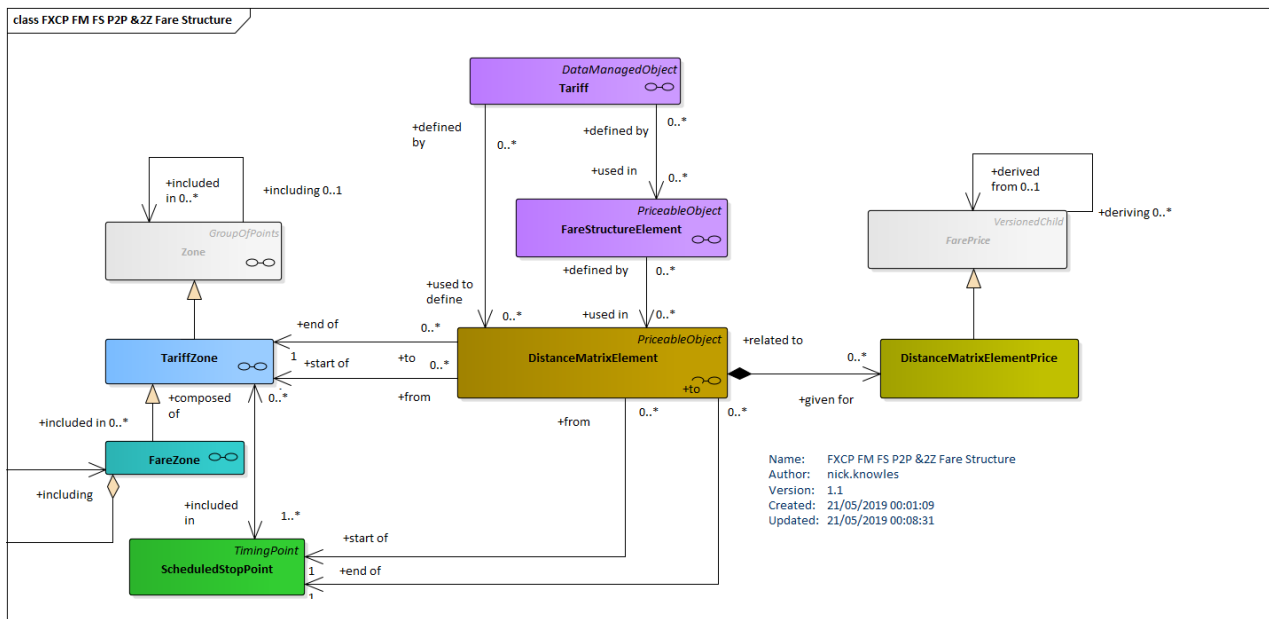 class FXCP FM FS P2P &2Z Fare Structure
DataManagedObject
Tariff
+defined
by
0..*
0..*
+defined by
+used in
0..*
+included
in 0..*
+including 0..1
GroupOfPoints
Zone
PriceableObject
FareStructureElement
+derived
from 0..1
+deriving 0..*
VersionedChild
FarePrice
+defined by
0..*
+used to
define
0..*
+used in
0..*
+end of
0..*
1
+start of
+to
0..*
+from
TariffZone
PriceableObject
DistanceMatrixElement
+to
+related to
0..*
+given for
DistanceMatrixElementPrice
+composed
of
0..*
+included in 0..*
FareZone
+including
0..*
+from
0..*
+included
in
1..*
Name: FXCP FM FS P2P &2Z Fare Structure
Author: nick.knowles
Version: 1.1
Created: 21/05/2019 00:01:09
Updated: 21/05/2019 00:08:31
TimingPoint
ScheduledStopPoint
+start of
1
+end of
1